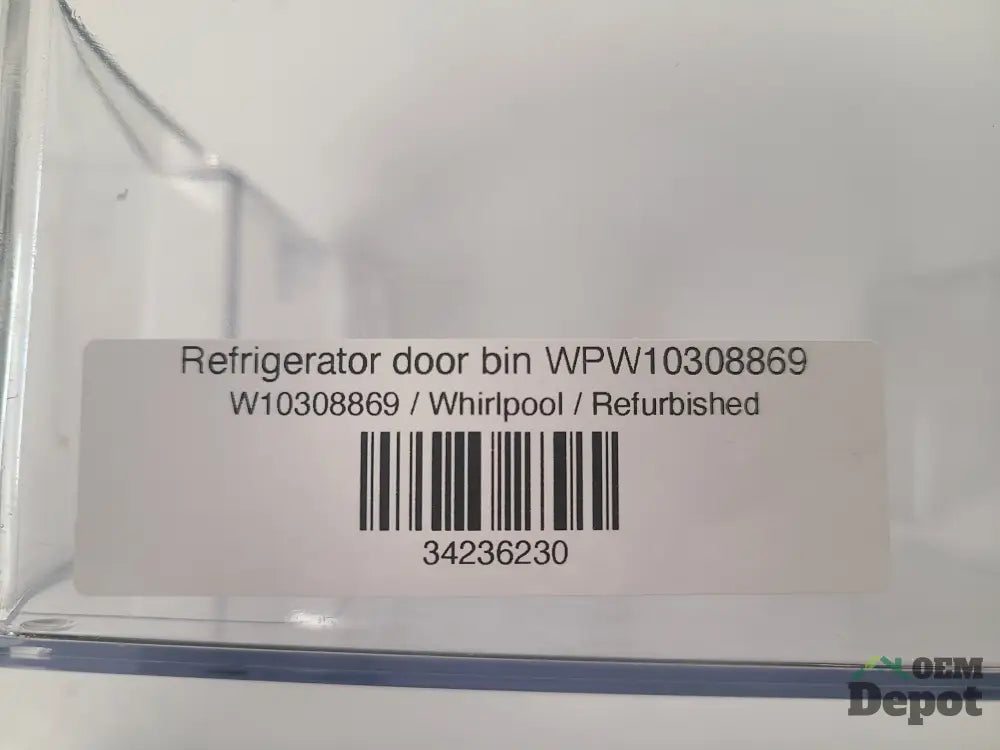 Refrigerator door bin WPW10308869
W10308869 / Whirlpool / Refurbished
34236230
OEM
Depot